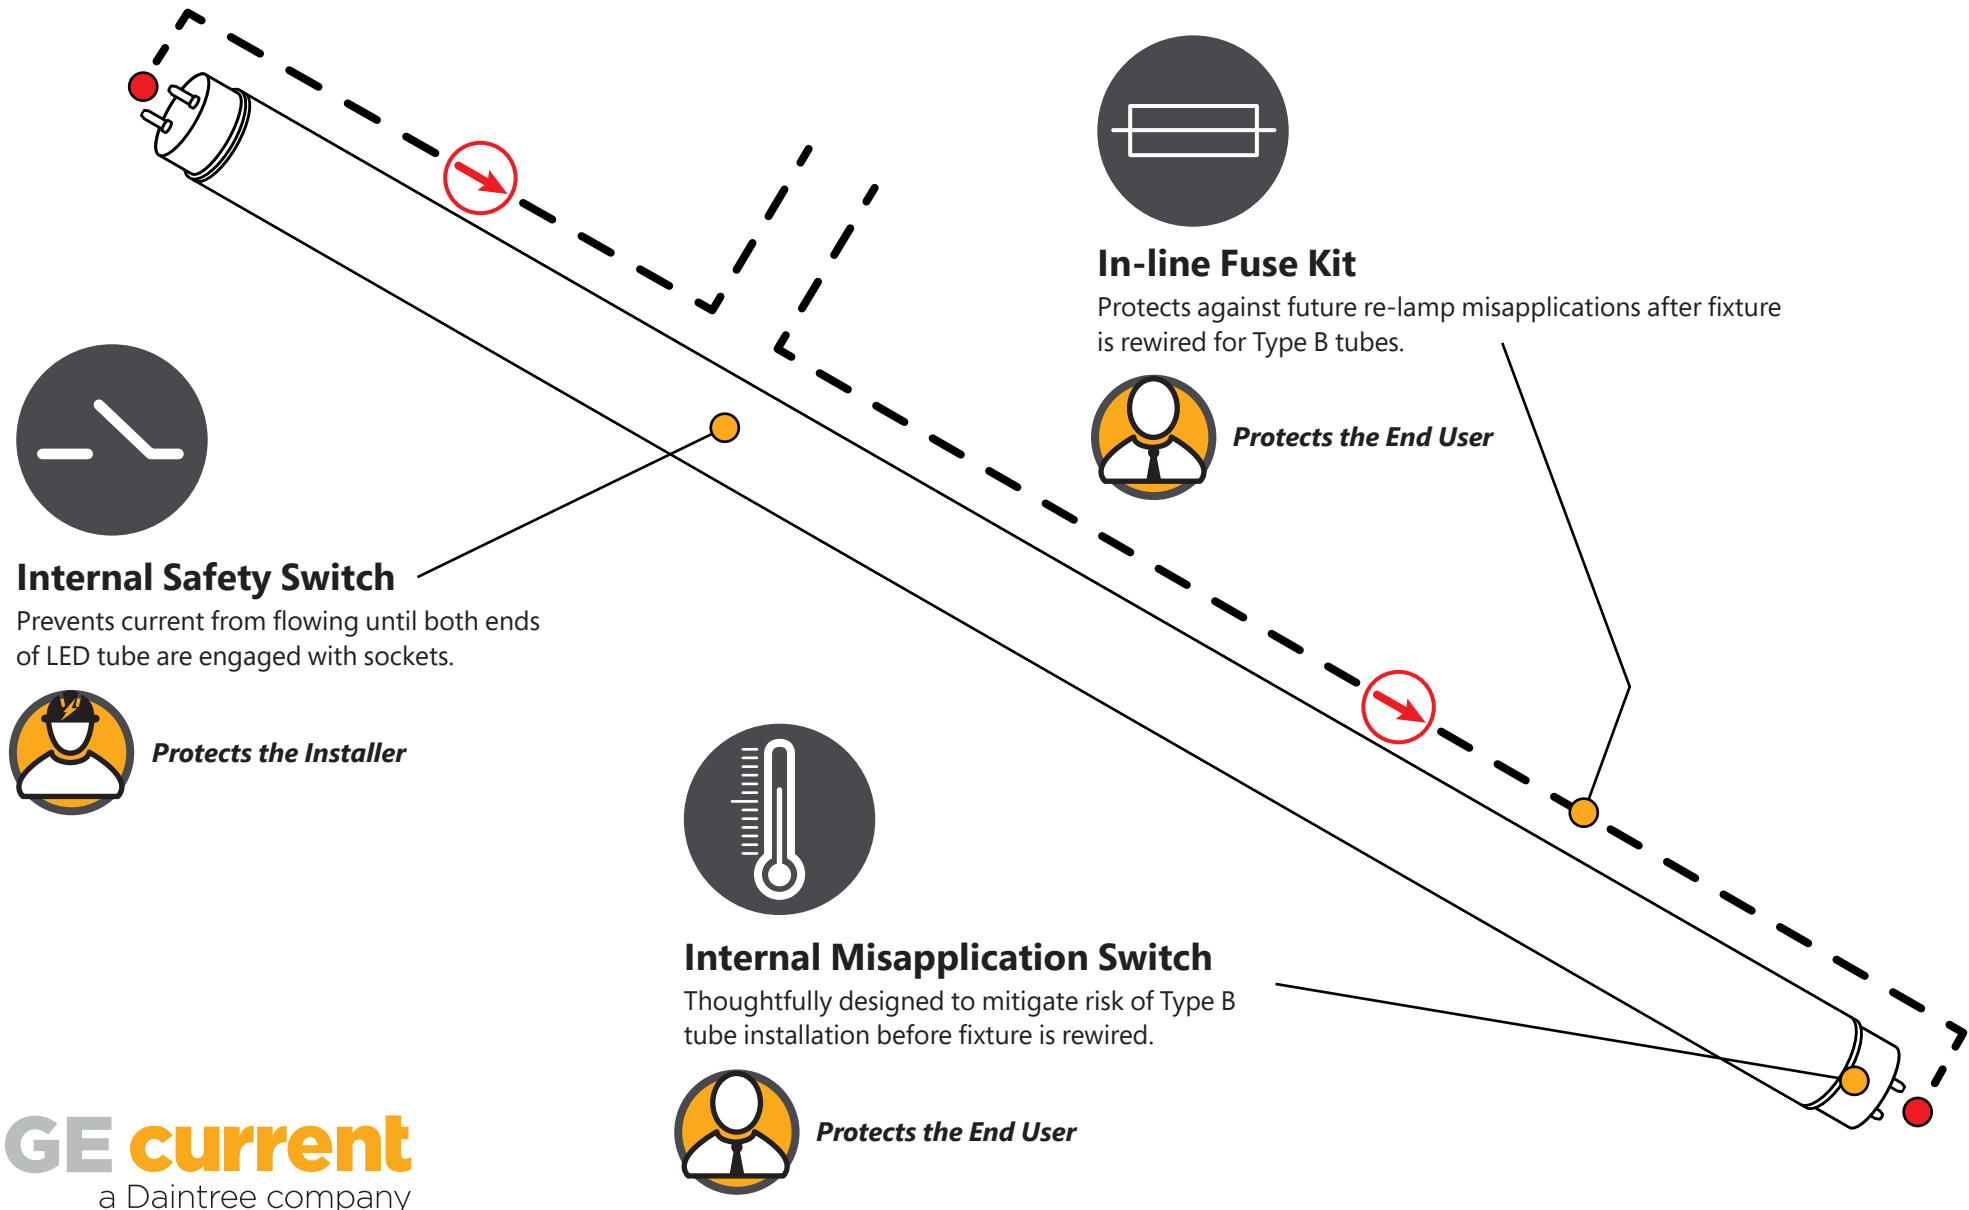 In-line Fuse Kit
Protects against future re-lamp misapplications after fixture
is rewired for Type B tubes.
Protects the End User
Internal Safety Switch
Prevents current from flowing until both ends
of LED tube are engaged with sockets.
Protects the Installer
Internal Misapplication Switch
Thoughtfully designed to mitigate risk of Type B
tube installation before fixture is rewired.
Protects the End User
GE current
a Daintree company